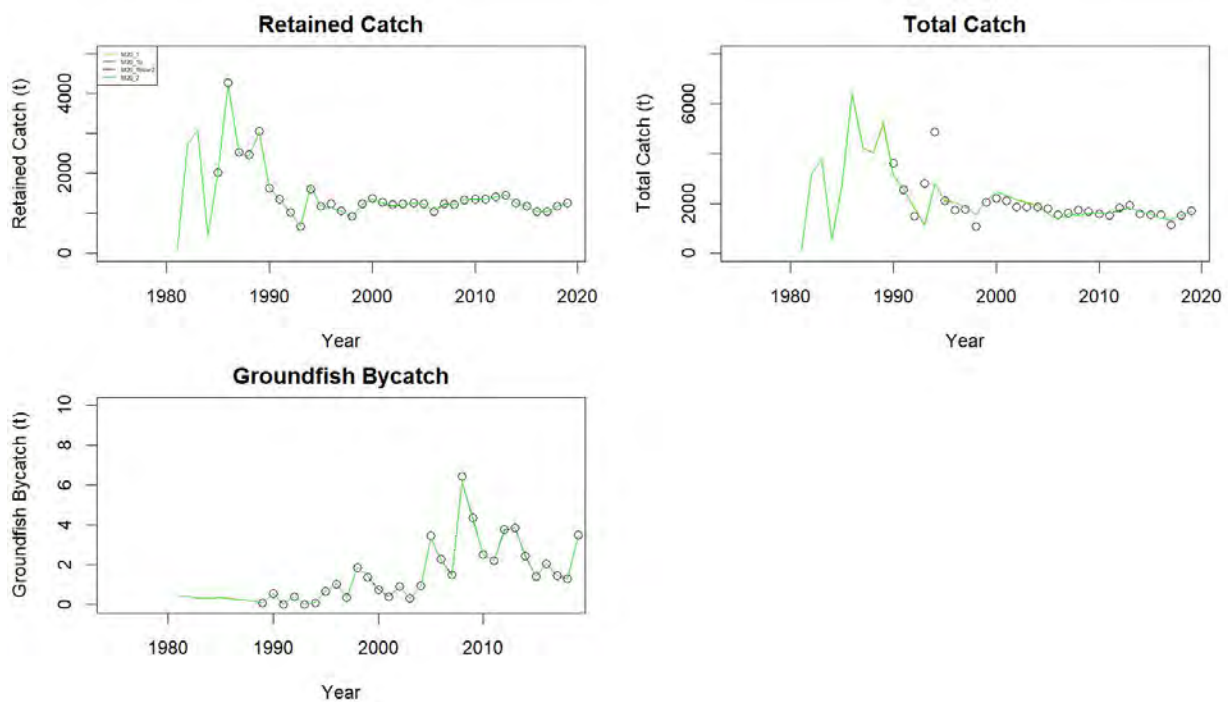 Retained Catch
Retained Catch (t)
4000
2000
0
1980 1990 2000 2010 2020
Year
Total Catch
Total Catch (t)
6000
2000
0
1980 1990 2000 2010 2020
Year
Groundfish Bycatch
Groundfish Bycatch (t)
10
8
6
4
2
0
1980 1990 2000 2010
Year